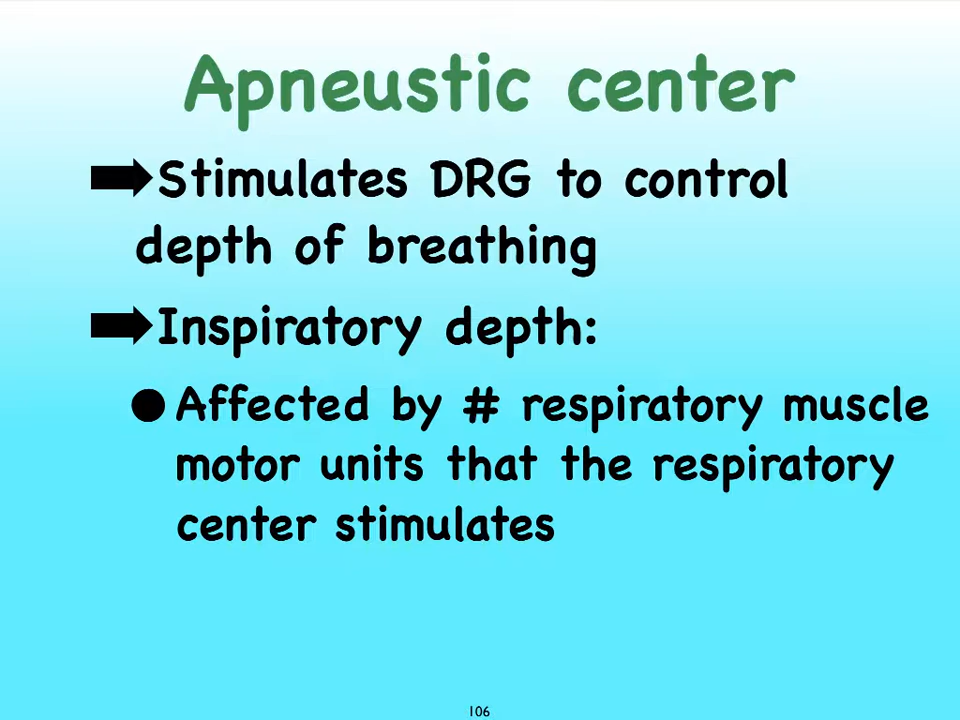 Apneustic center
➡Stimulates DRG to control
depth of breathing
➡Inspiratory depth:
●Affected by # respiratory muscle
motor units that the respiratory
center stimulates
106